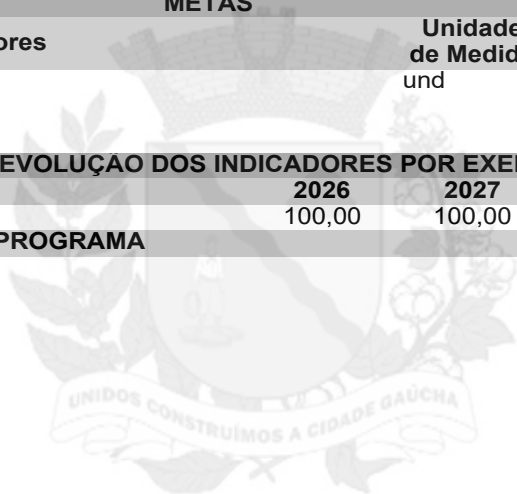 METAS
ores
Unidade
de Medid
und
EVOLUÇÃO DOS INDICADORES POR EXE
2026 2027
100,00 100,00
PROGRAMA
UNIDOS CONSTRUÍMOS A CIDADE GAÚCHA